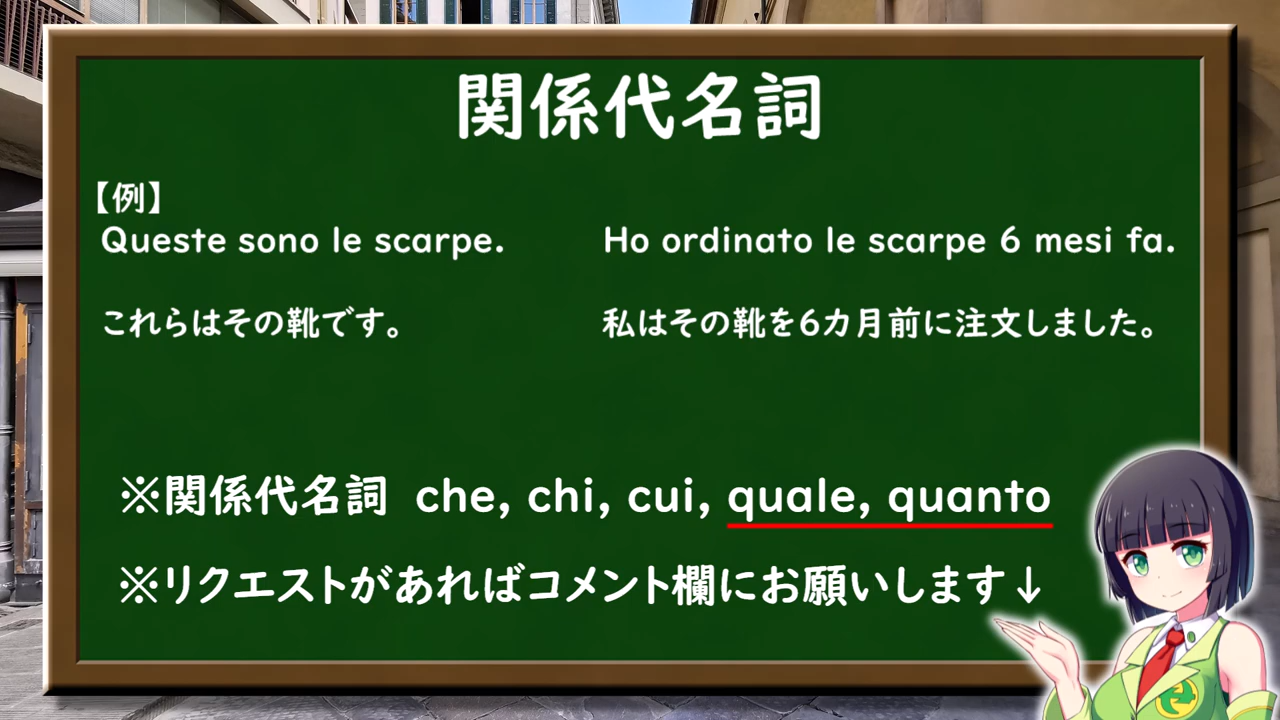 関係代名詞
【例】
Queste sono le scarpe.
Ho ordinato le scarpe 6 mesi fa.
これらはその靴です。
私はその靴を6カ月前に注文しました。
※関係代名詞 che, chi, cui, quale, quanto
※リクエストがあればコメント欄にお願いします↓